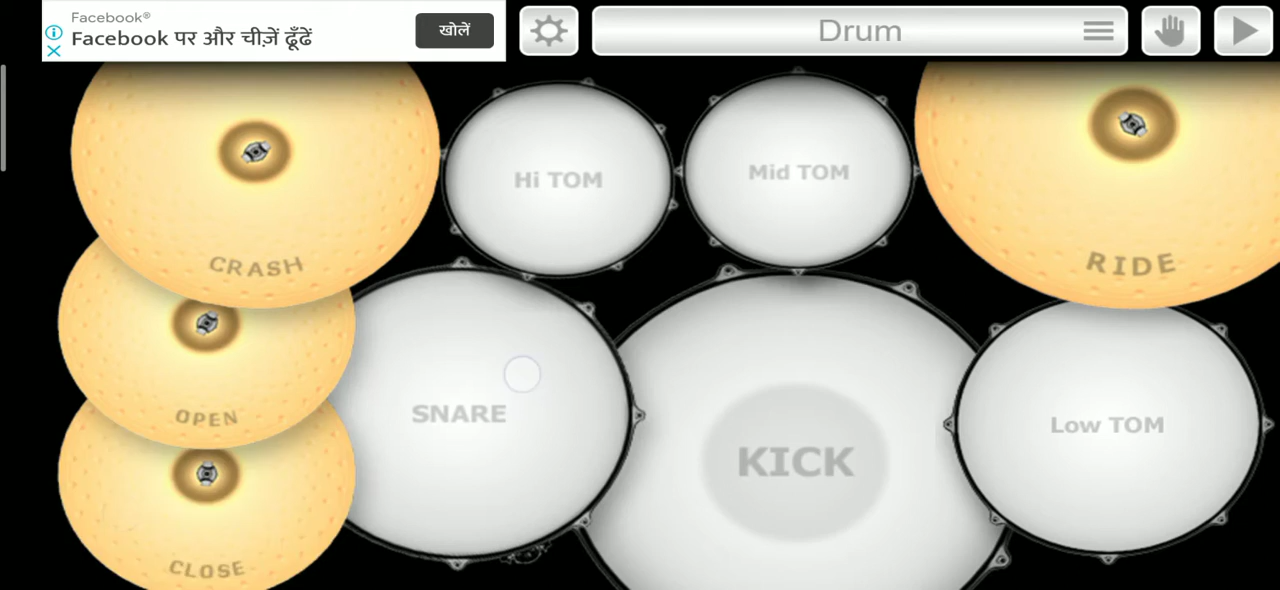 Facebook®
Facebook पर और चीज़ें ढूँढें
खोलें
Drum
CRASH
Hi TOM
Mid TOM
RIDE
OPEN
SNARE
KICK
Low TOM
CLOSE